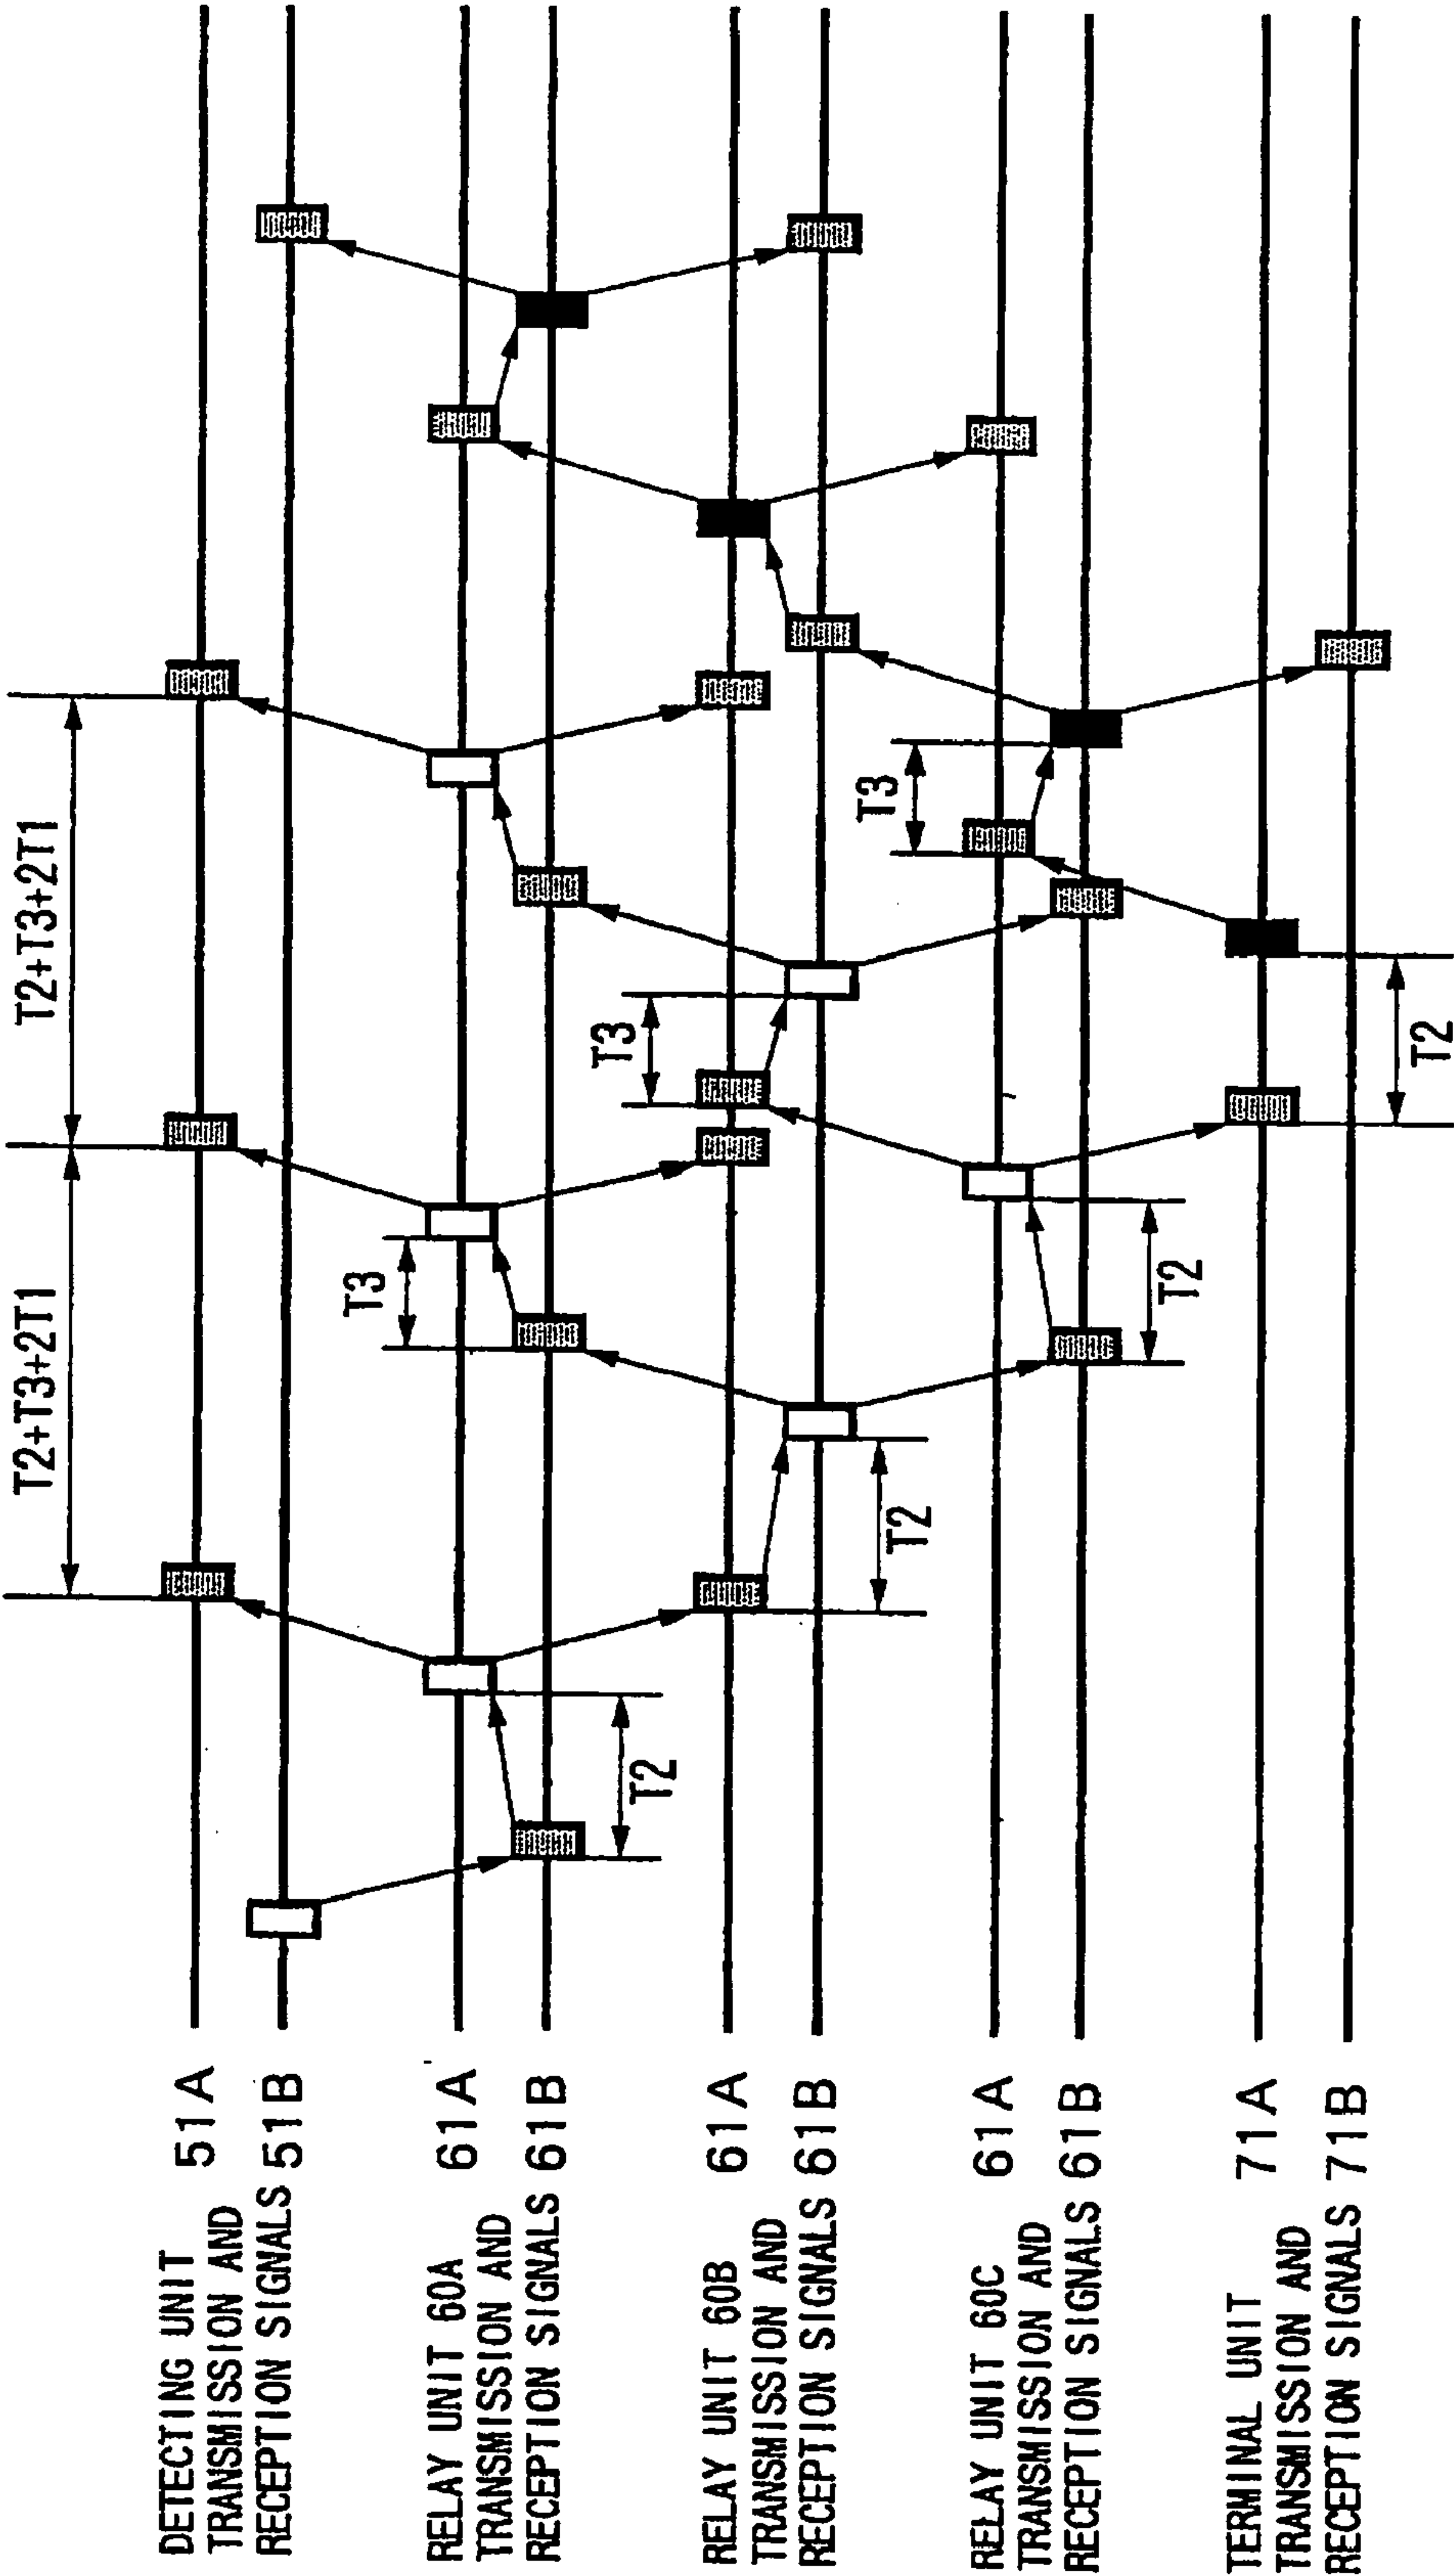 DETECTING UNIT
TRANSMISSION AND
RECEPTION SIGNALS
51A
51B
RELAY UNIT 60A
TRANSMISSION AND
RECEPTION SIGNALS
61A
61B
RELAY UNIT 60B
TRANSMISSION AND
RECEPTION SIGNALS
61A
61B
RELAY UNIT 60C
TRANSMISSION AND
RECEPTION SIGNALS
61A
61B
TERMINAL UNIT
TRANSMISSION AND
RECEPTION SIGNALS
71A
71B
T2+T3+2T1
T2+T3+2T1
T2
T3
T2
T3
T2
T3
T2